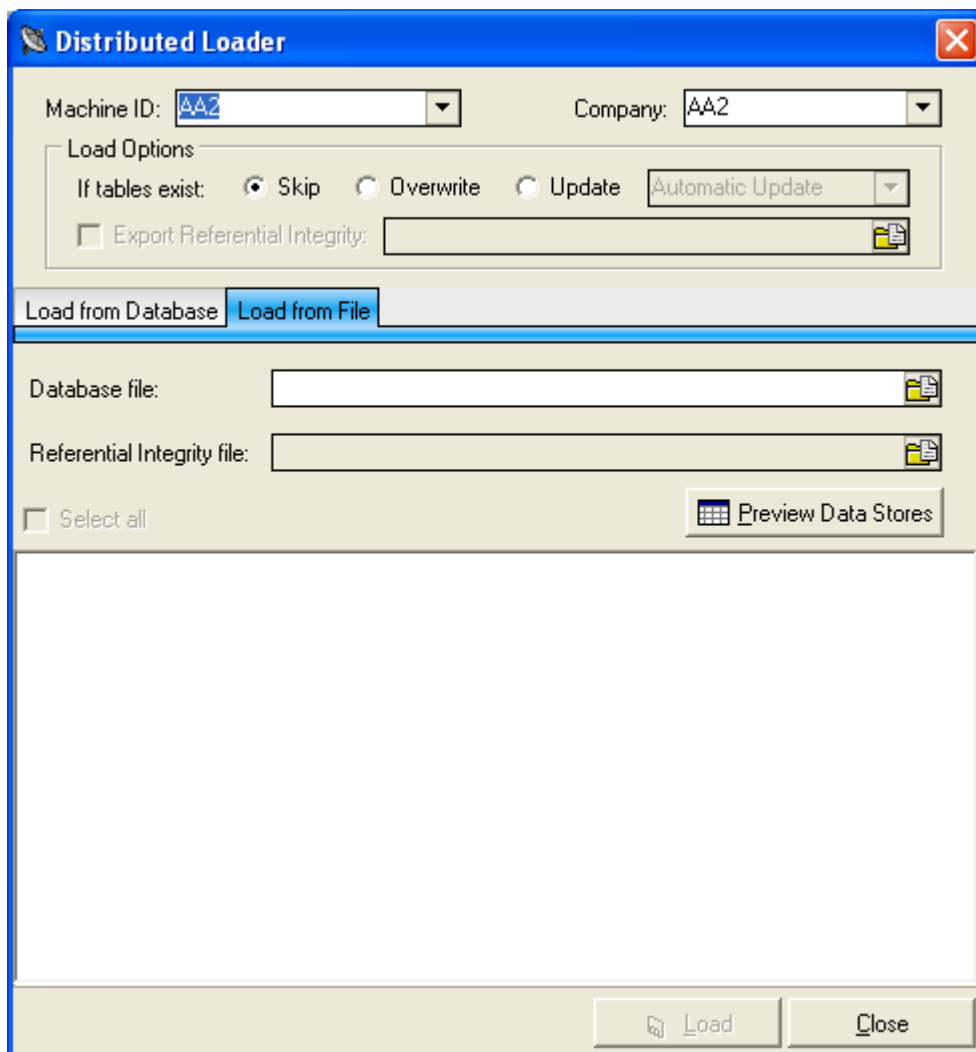 Distributed Loader
Machine ID: AA2 Company: AA2
Load Options
If tables exist: Skip Overwrite Update Automatic Update
Export Referential Integrity:
Load from Database Load from File
Database file:
Referential Integrity file:
Select all Preview Data Stores
Load Close